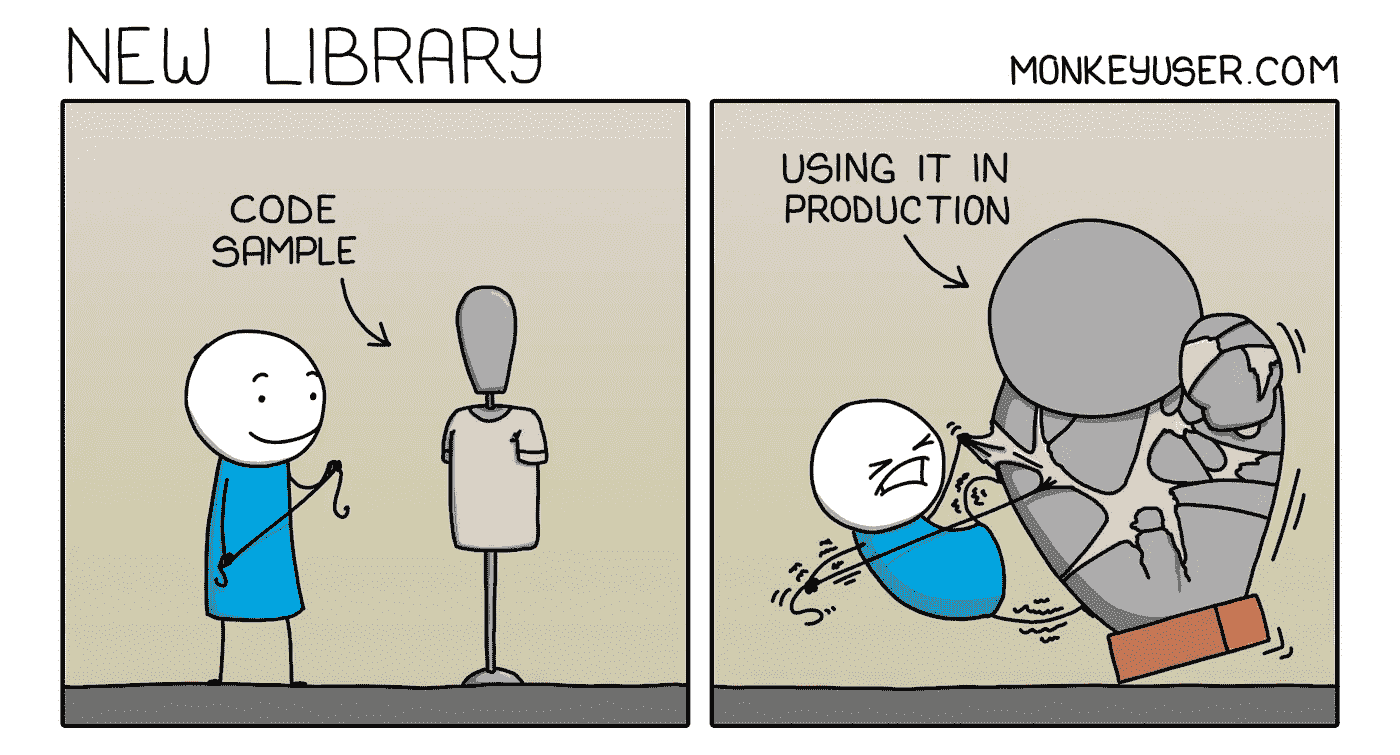 NEW LIBRARY
MONKEYUSER.COM
CODE
SAMPLE
USING IT IN
PRODUCTION